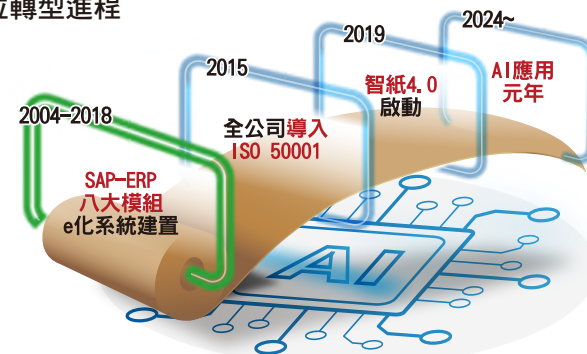 轉型進程
2004-2018
SAP-ERP
八大模組
e化系統建置
2015
全公司導入
ISO 50001
2019
智紙4.0
啟動
2024~
AI應用
元年
AI